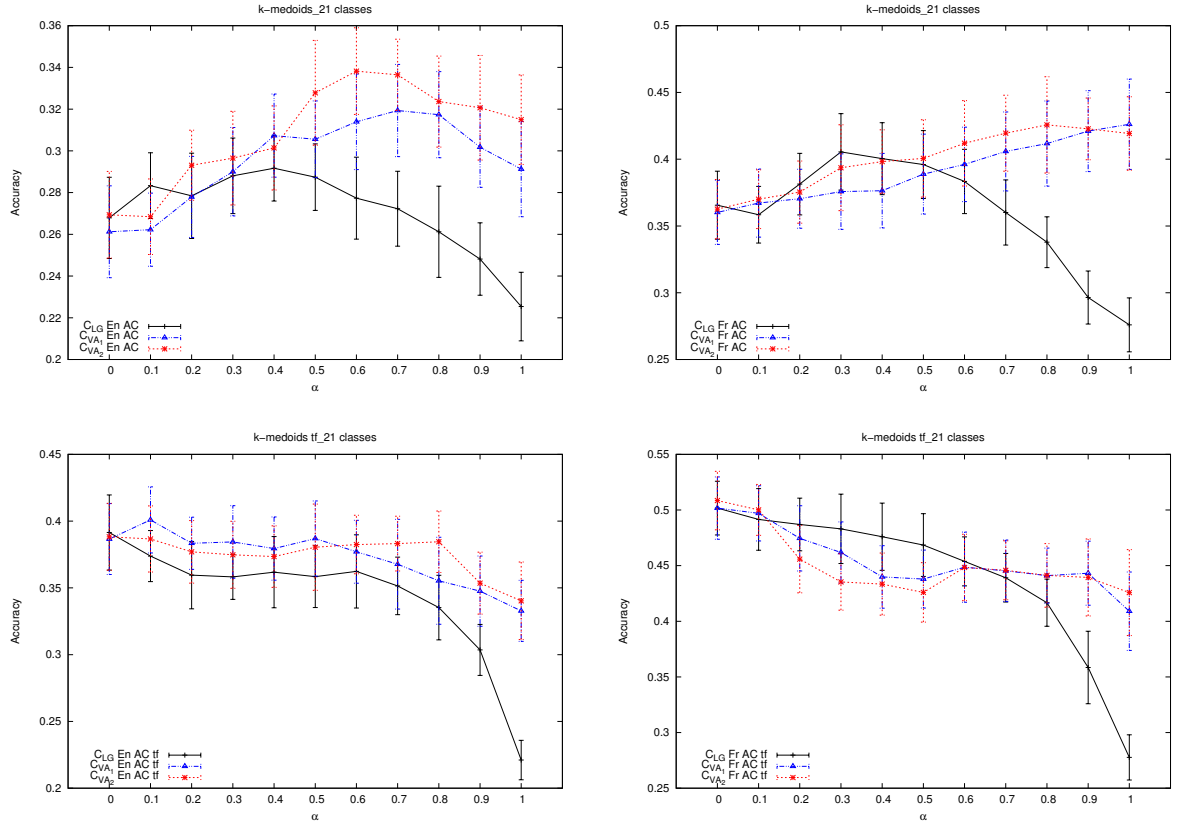 k-medoids_21 classes
0.36
0.34
0.32
0.3
0.28
0.26
0.24
0.22
0.2
Accuracy
C_LG En AC
C_VA_1 En AC
C_VA_2 En AC
0 0.1 0.2 0.3 0.4 0.5 0.6 0.7 0.8 0.9 1
α
k-medoids_21 classes
0.5
0.45
0.4
0.35
0.3
0.25
Accuracy
C_LG Fr AC
C_VA_1 Fr AC
C_VA_2 Fr AC
0 0.1 0.2 0.3 0.4 0.5 0.6 0.7 0.8 0.9 1
α
k-medoids tf_21 classes
0.45
0.4
0.35
0.3
0.25
0.2
Accuracy
C_LG En AC tf
C_VA_1 En AC tf
C_VA_2 En AC tf
0 0.1 0.2 0.3 0.4 0.5 0.6 0.7 0.8 0.9 1
α
k-medoids tf_21 classes
0.55
0.5
0.45
0.4
0.35
0.3
0.25
Accuracy
C_LG Fr AC tf
C_VA_1 Fr AC tf
C_VA_2 Fr AC tf
0 0.1 0.2 0.3 0.4 0.5 0.6 0.7 0.8 0.9 1
α